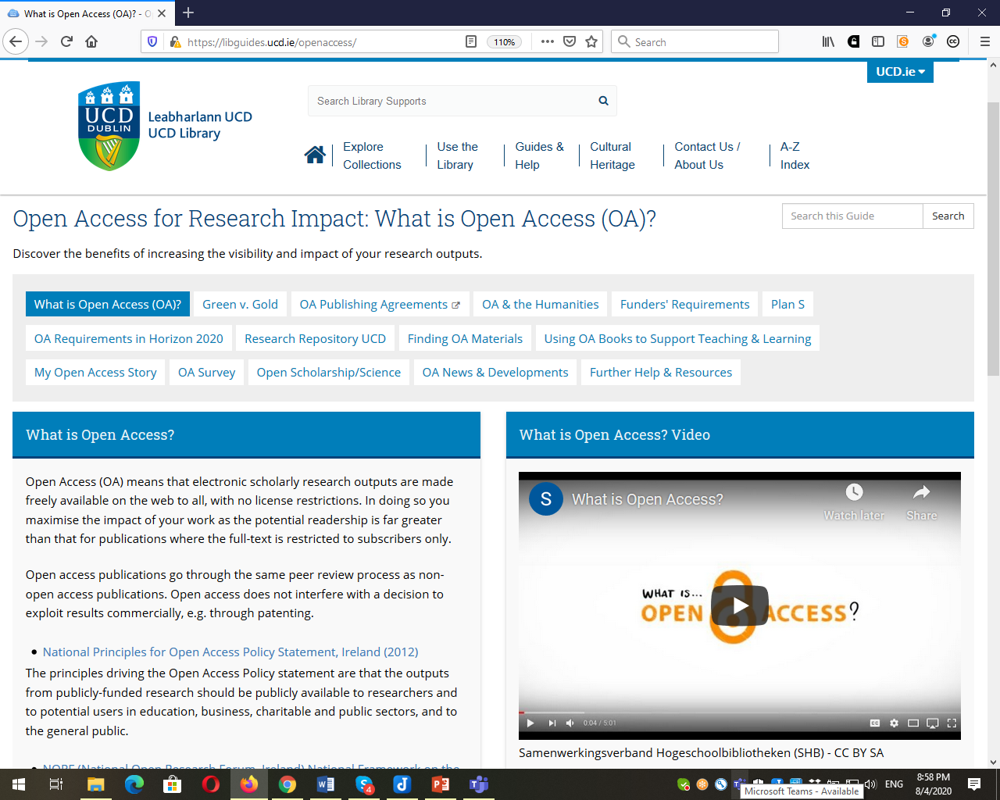 What is Open Access (OA)? - O
https://libguides.ucd.ie/openaccess/
110%
Search
UCD.ie
UCD
DUBLIN
Leabharlann UCD
UCD Library
Search Library Supports
Explore Collections
Use the Library
Guides & Help
Cultural Heritage
Contact Us / About Us
A-Z Index
Open Access for Research Impact: What is Open Access (OA)?
Search this Guide
Search
Discover the benefits of increasing the visibility and impact of your research outputs.
What is Open Access (OA)?
Green v. Gold
OA Publishing Agreements
OA & the Humanities
Funders' Requirements
Plan S
OA Requirements in Horizon 2020
Research Repository UCD
Finding OA Materials
Using OA Books to Support Teaching & Learning
My Open Access Story
OA Survey
Open Scholarship/Science
OA News & Developments
Further Help & Resources
What is Open Access?
Open Access (OA) means that electronic scholarly research outputs are made
freely available on the web to all, with no license restrictions. In doing so you
maximise the impact of your work as the potential readership is far greater
than that for publications where the full-text is restricted to subscribers only.
Open access publications go through the same peer review process as non-
open access publications. Open access does not interfere with a decision to
exploit results commercially, e.g. through patenting.
National Principles for Open Access Policy Statement, Ireland (2012)
The principles driving the Open Access Policy statement are that the outputs
from publicly-funded research should be publicly available to researchers and
to potential users in education, business, charitable and public sectors, and to
the general public.
NORF (National Open Research Forum, Ireland) National Framework on the
What is Open Access? Video
S
What is Open Access?
Watch later
Share
WHAT IS...
OPEN ACCESS?
0:04 / 5:01
Samenwerkingsverband Hogeschoolbibliotheken (SHB) - CC BY SA
4
ENG
8:58 PM
8/4/2020
Microsoft Teams - Available